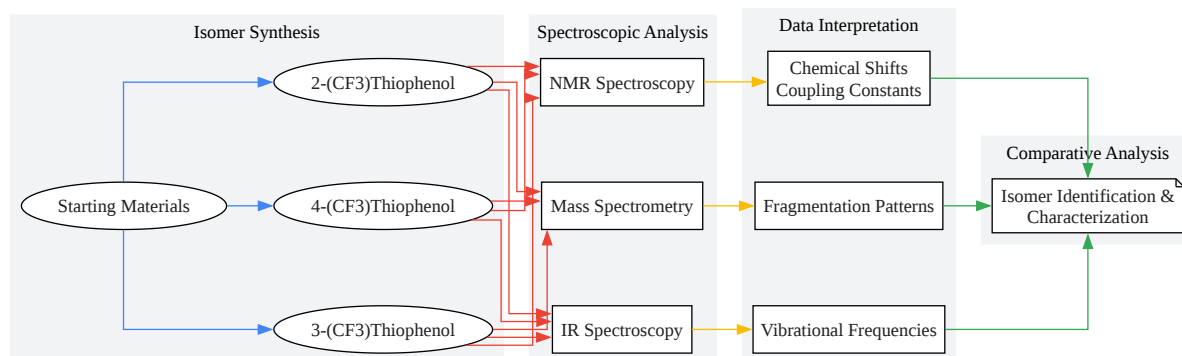 Isomer Synthesis
Spectroscopic Analysis
Data Interpretation
Comparative Analysis
2-(CF3)Thiophenol
NMR Spectroscopy
Chemical Shifts
Coupling Constants
Starting Materials
4-(CF3)Thiophenol
Mass Spectrometry
Fragmentation Patterns
Isomer Identification &
Characterization
3-(CF3)Thiophenol
IR Spectroscopy
Vibrational Frequencies